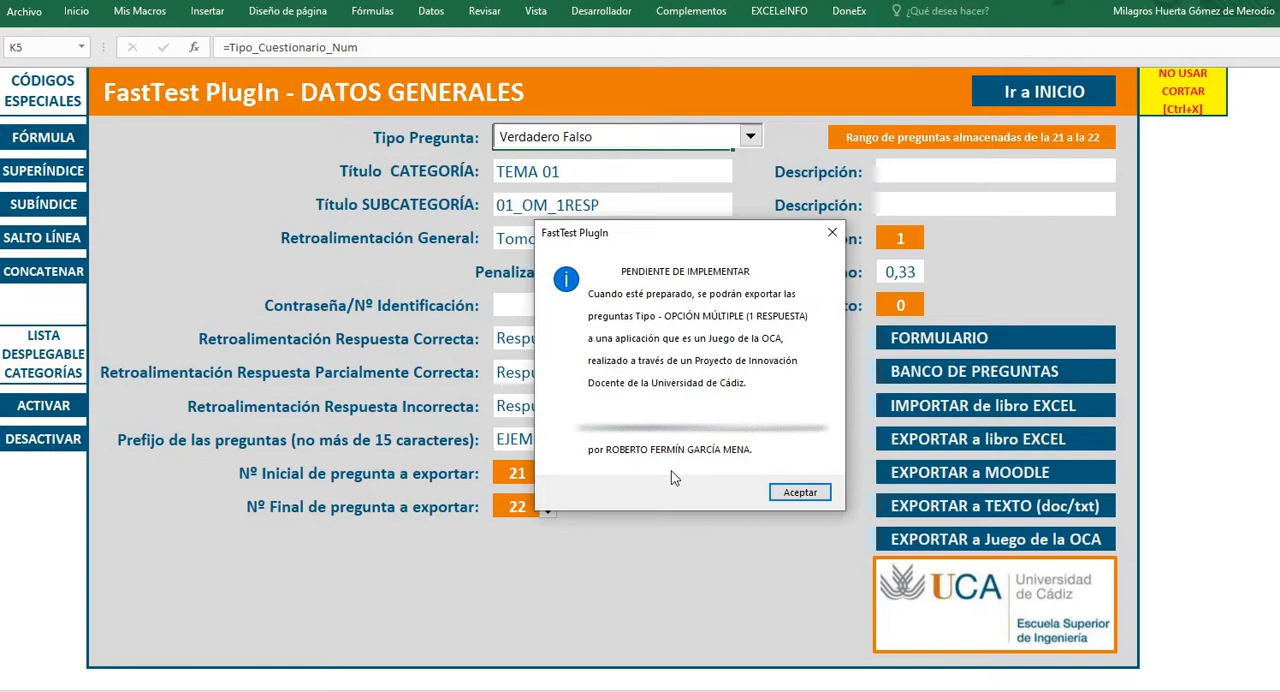 Archivo Inicio Mis Macros Insertar Diseño de página Fórmulas Datos Revisar Vista Desarrollador Complementos EXCELeINFO DoneEx ¿Qué desea hacer? Milagros Huerta Gómez de Merodio
K5 fx =Tipo_Cuestionario_Num
CÓDIGOS
ESPECIALES
FÓRMULA
SUPERÍNDICE
SUBÍNDICE
SALTO LÍNEA
CONCATENAR
LISTA
DESPLEGABLE
CATEGORÍAS
ACTIVAR
DESACTIVAR
FastTest PlugIn - DATOS GENERALES
Ir a INICIO
NO USAR
CORTAR
[Ctrl+X]
Tipo Pregunta: Verdadero Falso
Rango de preguntas almacenadas de la 21 a la 22
Título CATEGORÍA: TEMA 01
Descripción:
Título SUBCATEGORÍA: 01_OM_1RESP
Descripción:
Retroalimentación General: Tomo
ón: 1
Penaliza
no: 0,33
Contraseña/Nº Identificación:
to: 0
Retroalimentación Respuesta Correcta: Respu
Retroalimentación Respuesta Parcialmente Correcta: Respu
Retroalimentación Respuesta Incorrecta: Respu
Prefijo de las preguntas (no más de 15 caracteres): EJEM
Nº Inicial de pregunta a exportar: 21
Nº Final de pregunta a exportar: 22
FastTest PlugIn
PENDIENTE DE IMPLEMENTAR
Cuando esté preparado, se podrán exportar las
preguntas Tipo - OPCIÓN MÚLTIPLE (1 RESPUESTA)
a una aplicación que es un Juego de la OCA,
realizado a través de un Proyecto de Innovación
Docente de la Universidad de Cádiz.
por ROBERTO FERMÍN GARCÍA MENA.
Aceptar
FORMULARIO
BANCO DE PREGUNTAS
IMPORTAR de libro EXCEL
EXPORTAR a libro EXCEL
EXPORTAR a MOODLE
EXPORTAR a TEXTO (doc/txt)
EXPORTAR a Juego de la OCA
UCA
Universidad
de Cádiz
Escuela Superior
de Ingeniería